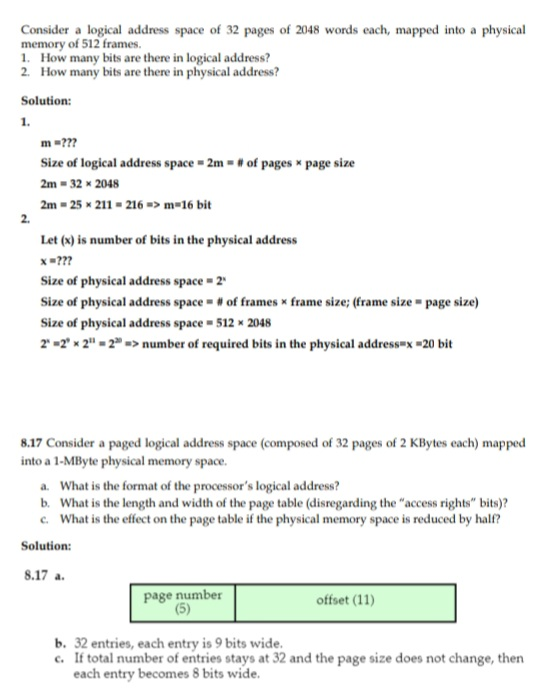 Consider a logical address space of 32 pages of 2048 words each, mapped into a physical
memory of 512 frames.
1. How many bits are there in logical address?
2. How many bits are there in physical address?
Solution:
1.
m =???
Size of logical address space = 2m = # of pages × page size
2m = 32 × 2048
2m = 25 × 211 = 216 => m=16 bit
2.
Let (x) is number of bits in the physical address
x =???
Size of physical address space = 2ˣ
Size of physical address space = # of frames × frame size; (frame size = page size)
Size of physical address space = 512 × 2048
2ˣ =2⁹ × 2¹¹ = 2²⁰ => number of required bits in the physical address=x =20 bit
8.17 Consider a paged logical address space (composed of 32 pages of 2 KBytes each) mapped
into a 1-MByte physical memory space.
a. What is the format of the processor's logical address?
b. What is the length and width of the page table (disregarding the "access rights" bits)?
c. What is the effect on the page table if the physical memory space is reduced by half?
Solution:
8.17 a.
page number
(5)
offset (11)
b. 32 entries, each entry is 9 bits wide.
c. If total number of entries stays at 32 and the page size does not change, then
each entry becomes 8 bits wide.